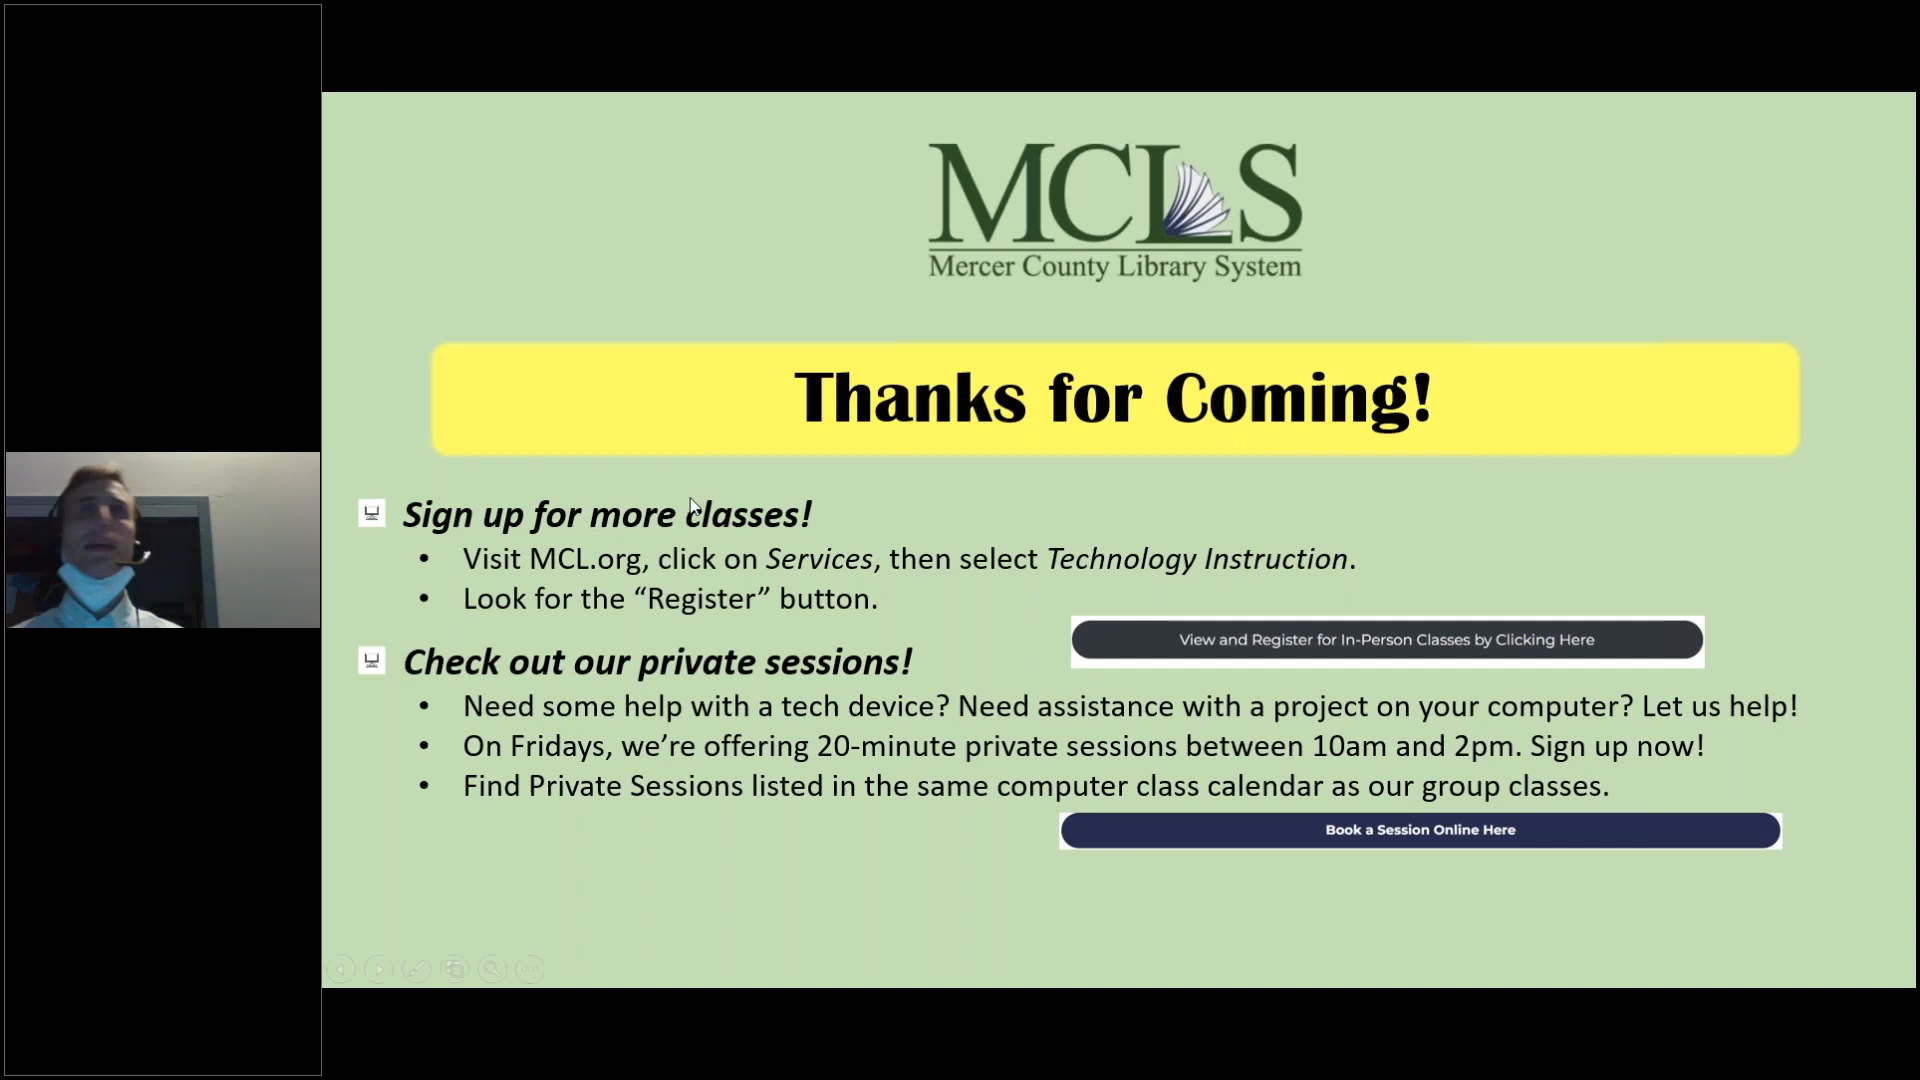 MCLS
Mercer County Library System
Thanks for Coming!
Sign up for more classes!
• Visit MCL.org, click on Services, then select Technology Instruction.
• Look for the “Register” button.
View and Register for In-Person Classes by Clicking Here
Check out our private sessions!
• Need some help with a tech device? Need assistance with a project on your computer? Let us help!
• On Fridays, we’re offering 20-minute private sessions between 10am and 2pm. Sign up now!
• Find Private Sessions listed in the same computer class calendar as our group classes.
Book a Session Online Here